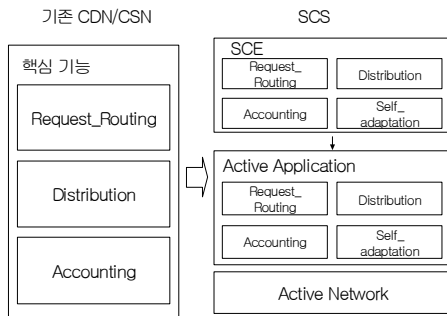 기존 CDN/CSN
핵심 기능
Request_Routing
Distribution
Accounting
SCS
SCE
Request_
Routing
Distribution
Accounting
Self_
adaptation
Active Application
Request_
Routing
Distribution
Accounting
Self_
adaptation
Active Network